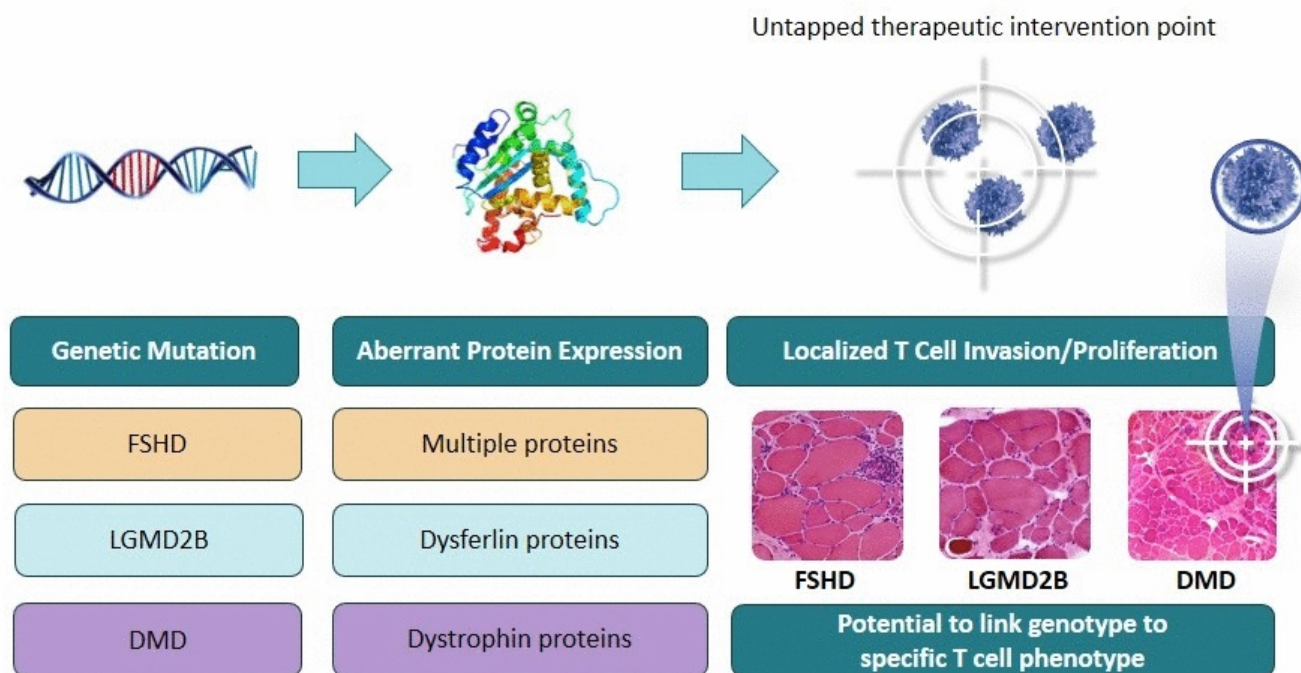 Untapped therapeutic intervention point
Genetic Mutation
Aberrant Protein Expression
Localized T Cell Invasion/Proliferation
FSHD
Multiple proteins
LGMD2B
Dysferlin proteins
DMD
Dystrophin proteins
FSHD
LGMD2B
DMD
Potential to link genotype to
specific T cell phenotype